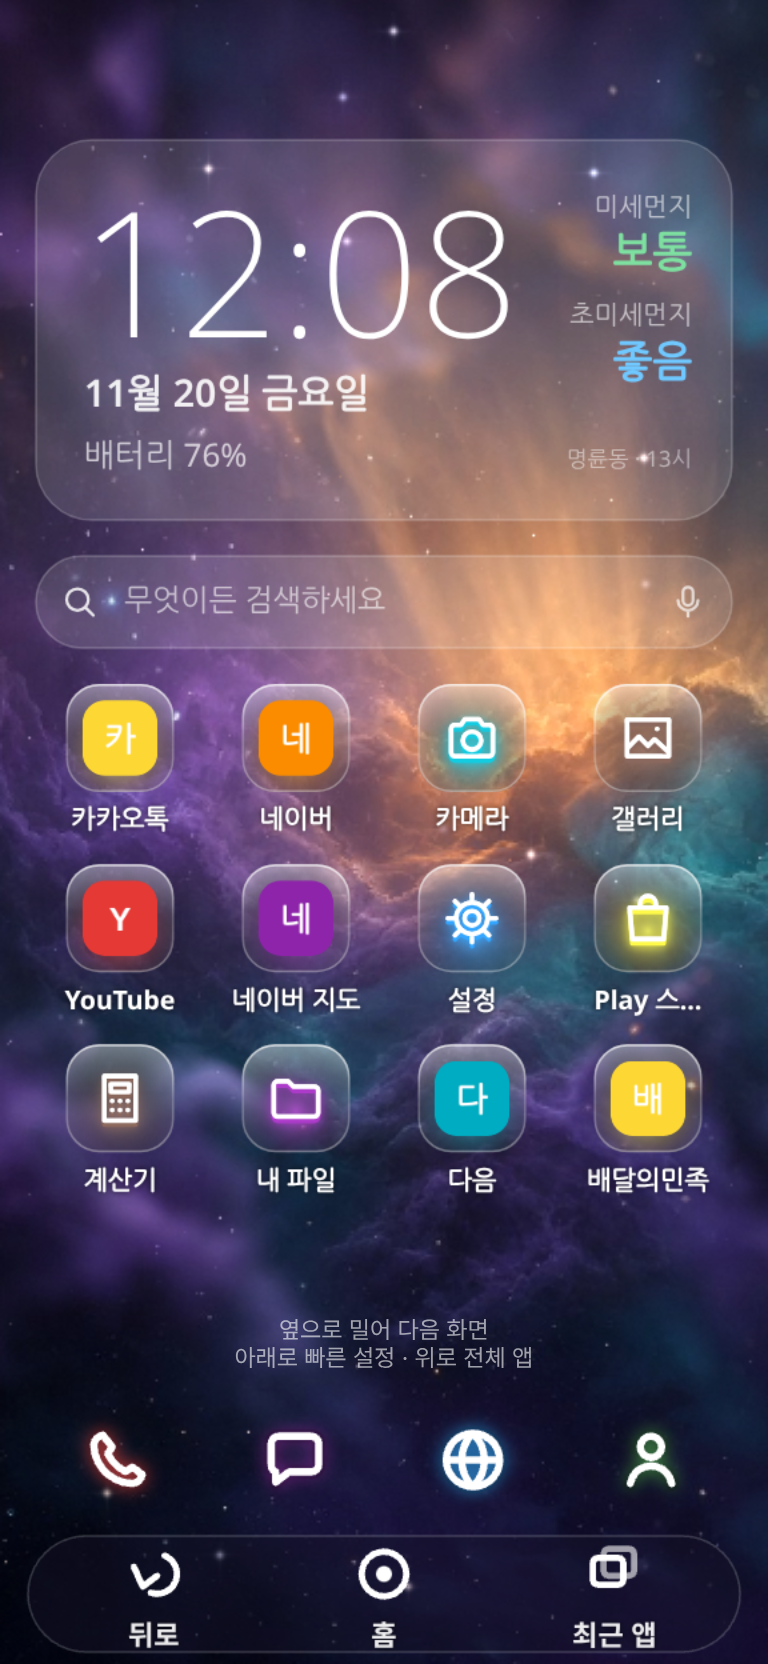 12:08
11월 20일 금요일
배터리 76%
미세먼지
보통
초미세먼지
좋음
명륜동 · 13시
무엇이든 검색하세요
카
네
카카오톡
네이버
카메라
갤러리
Y
네
YouTube
네이버 지도
설정
Play 스...
다
배
계산기
내 파일
다음
배달의민족
옆으로 밀어 다음 화면
아래로 빠른 설정 · 위로 전체 앱
뒤로
홈
최근 앱